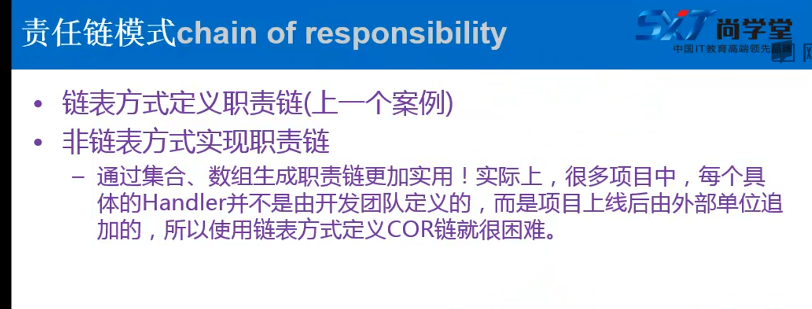 责任链模式chain of responsibility
SXT 尚学堂
中国IT教育高端领先品牌
• 链表方式定义职责链(上一个案例)
• 非链表方式实现职责链
– 通过集合、数组生成职责链更加实用！实际上，很多项目中，每个具
体的Handler并不是由开发团队定义的，而是项目上线后由外部单位追
加的，所以使用链表方式定义COR链就很困难。